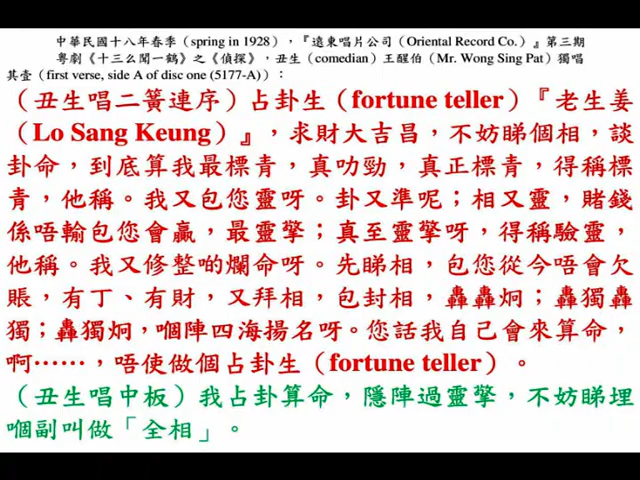 中華民國十八年春季（spring in 1928），『遠東唱片公司（Oriental Record Co.）』第三期
粵劇《十三么聞一鶴》之《偵探》，丑生（comedian）王醒伯（Mr. Wong Sing Pat）獨唱
其壹（first verse, side A of disc one (5177-A)）：
（丑生唱二簧連序）占卦生（fortune teller）『老生姜
（Lo Sang Keung）』，求財大吉昌，不妨睇個相，談
卦命，到底算我最標青，真叻勁，真正標青，得稱標
青，他稱。我又包您靈呀。卦又準呢；相又靈，賭錢
係唔輸包您會贏，最靈擎；真至靈擎呀，得稱驗靈，
他稱。我又修整啲爛命呀。先睇相，包您從今唔會欠
賬，有丁、有財，又拜相，包封相，轟轟炯；轟獨轟
獨；轟獨炯，嗰陣四海揚名呀。您話我自己會來算命，
啊⋯⋯，唔使做個占卦生（fortune teller）。
（丑生唱中板）我占卦算命，隱陣過靈擎，不妨睇埋
嗰副叫做「全相」。